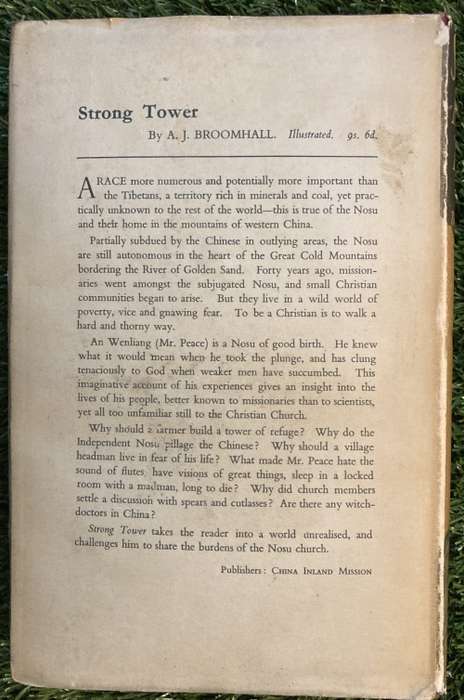 Strong Tower
By A. J. BROOMHALL. Illustrated. 9s. 6d.
A RACE more numerous and potentially more important than
the Tibetans, a territory rich in minerals and coal, yet prac-
tically unknown to the rest of the world—this is true of the Nosu
and their home in the mountains of western China.
Partially subdued by the Chinese in outlying areas, the Nosu
are still autonomous in the heart of the Great Cold Mountains
bordering the River of Golden Sand. Forty years ago, mission-
aries went amongst the subjugated Nosu, and small Christian
communities began to arise. But they live in a wild world of
poverty, vice and gnawing fear. To be a Christian is to walk a
hard and thorny way.
An Wenliang (Mr. Peace) is a Nosu of good birth. He knew
what it would mean when he took the plunge, and has clung
tenaciously to God when weaker men have succumbed. This
imaginative account of his experiences gives an insight into the
lives of his people, better known to missionaries than to scientists,
yet all too unfamiliar still to the Christian Church.
Why should a farmer build a tower of refuge? Why do the
Independent Nosu pillage the Chinese? Why should a village
headman live in fear of his life? What made Mr. Peace hate the
sound of flutes, have visions of great things, sleep in a locked
room with a madman, long to die? Why did church members
settle a discussion with spears and cutlasses? Are there any witch-
doctors in China?
Strong Tower takes the reader into a world unrealised, and
challenges him to share the burdens of the Nosu church.
Publishers: CHINA INLAND MISSION